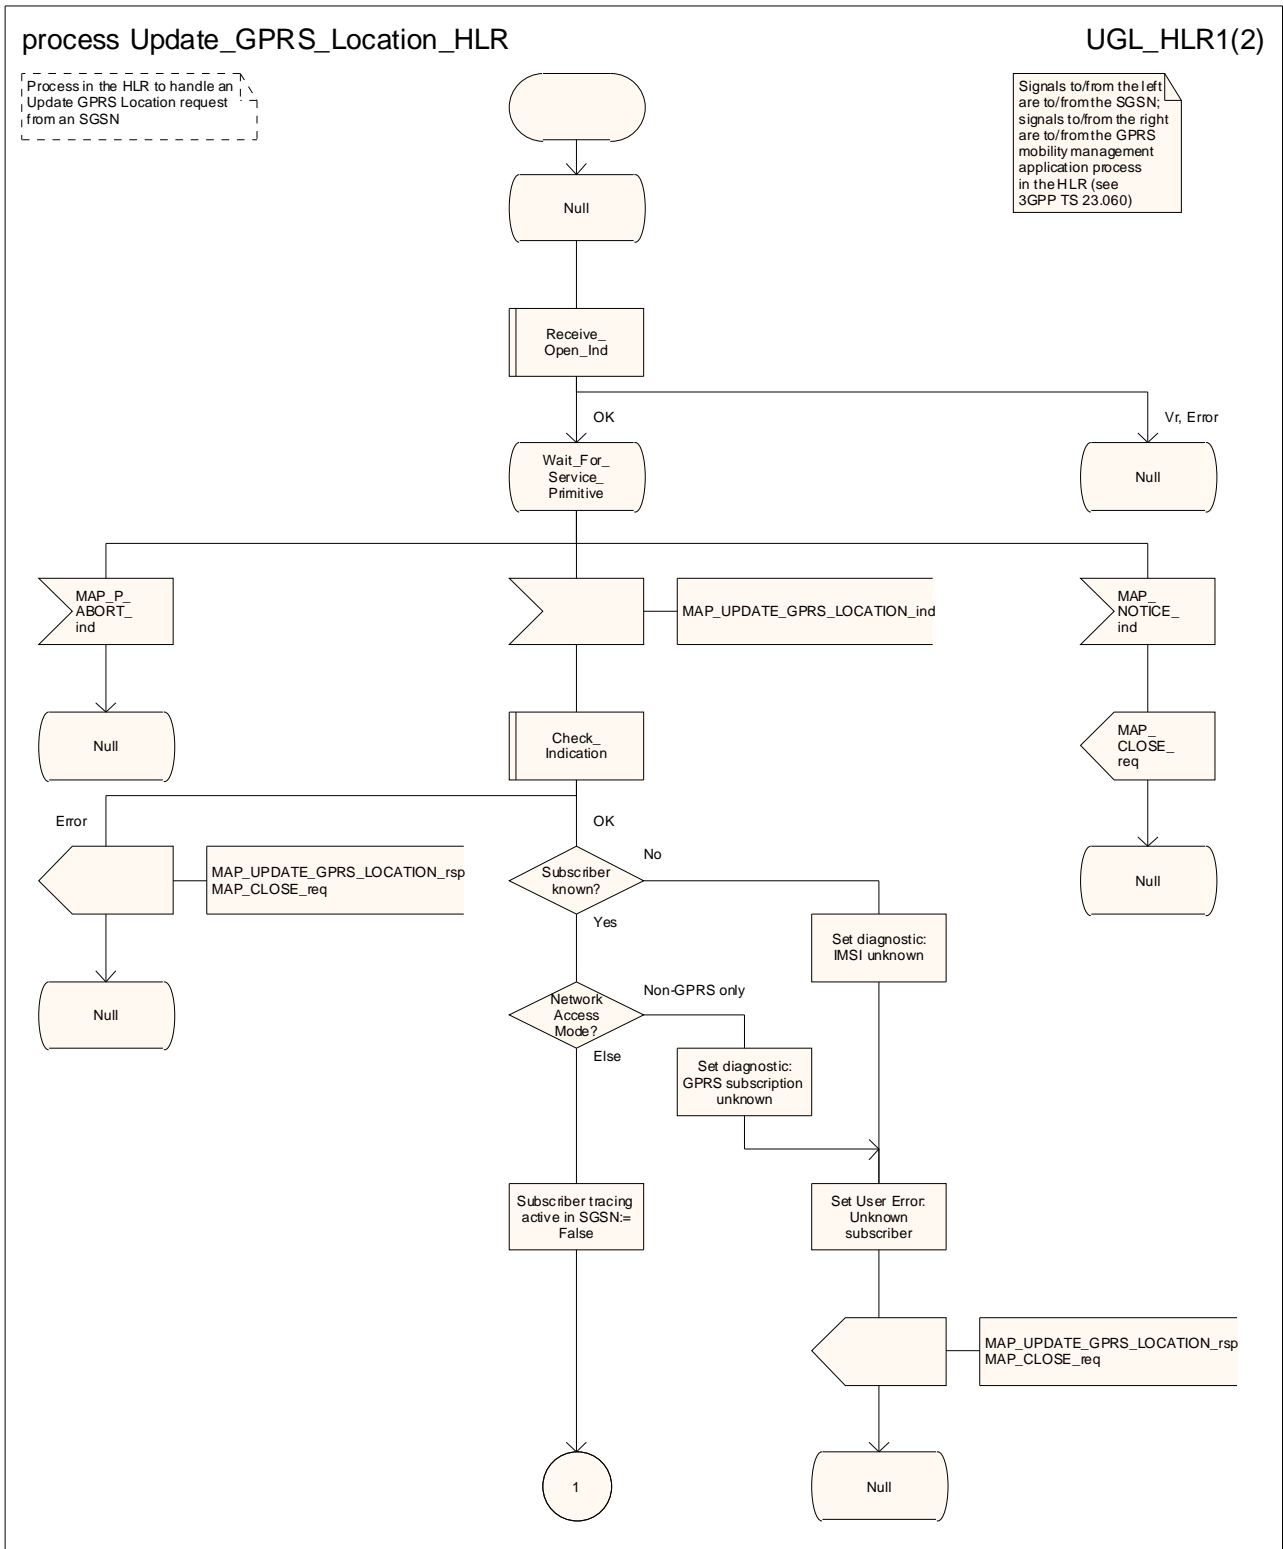 process Update_GPRS_Location_HLR
UGL_HLR1(2)
Process in the HLR to handle an
Update GPRS Location request
from an SGSN
Signals to/from the left
are to/from the SGSN;
signals to/from the right
are to/from the GPRS
mobility management
application process
in the HLR (see
3GPP TS 23.060)
Null
Receive_
Open_Ind
OK
Vr, Error
Wait_For_
Service_
Primitive
Null
MAP_P_
ABORT_
ind
MAP_UPDATE_GPRS_LOCATION_ind
MAP_
NOTICE_
ind
Null
Check_
Indication
MAP_
CLOSE_
req
Error
OK
MAP_UPDATE_GPRS_LOCATION_rsp
MAP_CLOSE_req
Subscriber
known?
No
Yes
Null
Set diagnostic:
IMSI unknown
Null
Network
Access
Mode?
Non-GPRS only
Else
Set diagnostic:
GPRS subscription
unknown
Subscriber tracing
active in SGSN:=
False
Set User Error:
Unknown
subscriber
MAP_UPDATE_GPRS_LOCATION_rsp
MAP_CLOSE_req
1
Null